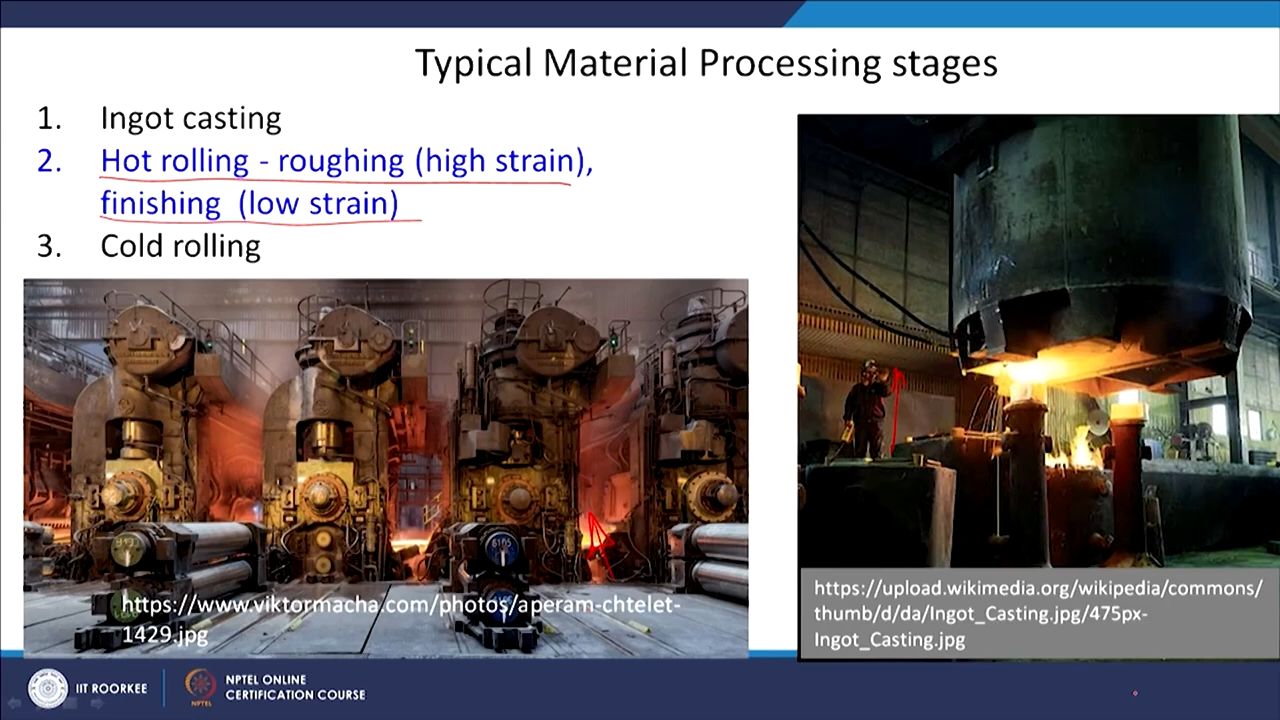 Typical Material Processing stages
1. Ingot casting
2. Hot rolling - roughing (high strain),
finishing (low strain)
3. Cold rolling
https://www.viktormacha.com/photos/aperam-chtelet-
1429.jpg
https://upload.wikimedia.org/wikipedia/commons/
thumb/d/da/Ingot_Casting.jpg/475px-
Ingot_Casting.jpg
IIT ROORKEE
NPTEL ONLINE
CERTIFICATION COURSE
NPTEL